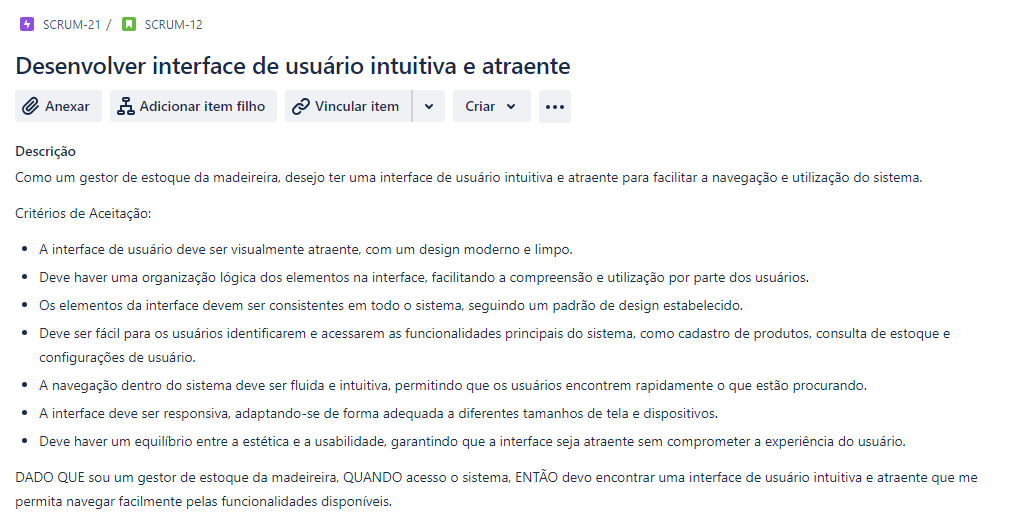 SCRUM-21 / SCRUM-12
Desenvolver interface de usuário intuitiva e atraente
Anexar Adicionar item filho Vincular item Criar
Descrição
Como um gestor de estoque da madeireira, desejo ter uma interface de usuário intuitiva e atraente para facilitar a navegação e utilização do sistema.
Critérios de Aceitação:
• A interface de usuário deve ser visualmente atraente, com um design moderno e limpo.
• Deve haver uma organização lógica dos elementos na interface, facilitando a compreensão e utilização por parte dos usuários.
• Os elementos da interface devem ser consistentes em todo o sistema, seguindo um padrão de design estabelecido.
• Deve ser fácil para os usuários identificarem e acessarem as funcionalidades principais do sistema, como cadastro de produtos, consulta de estoque e
configurações de usuário.
• A navegação dentro do sistema deve ser fluida e intuitiva, permitindo que os usuários encontrem rapidamente o que estão procurando.
• A interface deve ser responsiva, adaptando-se de forma adequada a diferentes tamanhos de tela e dispositivos.
• Deve haver um equilíbrio entre a estética e a usabilidade, garantindo que a interface seja atraente sem comprometer a experiência do usuário.
DADO QUE sou um gestor de estoque da madeireira, QUANDO acesso o sistema, ENTÃO devo encontrar uma interface de usuário intuitiva e atraente que me
permita navegar facilmente pelas funcionalidades disponíveis.